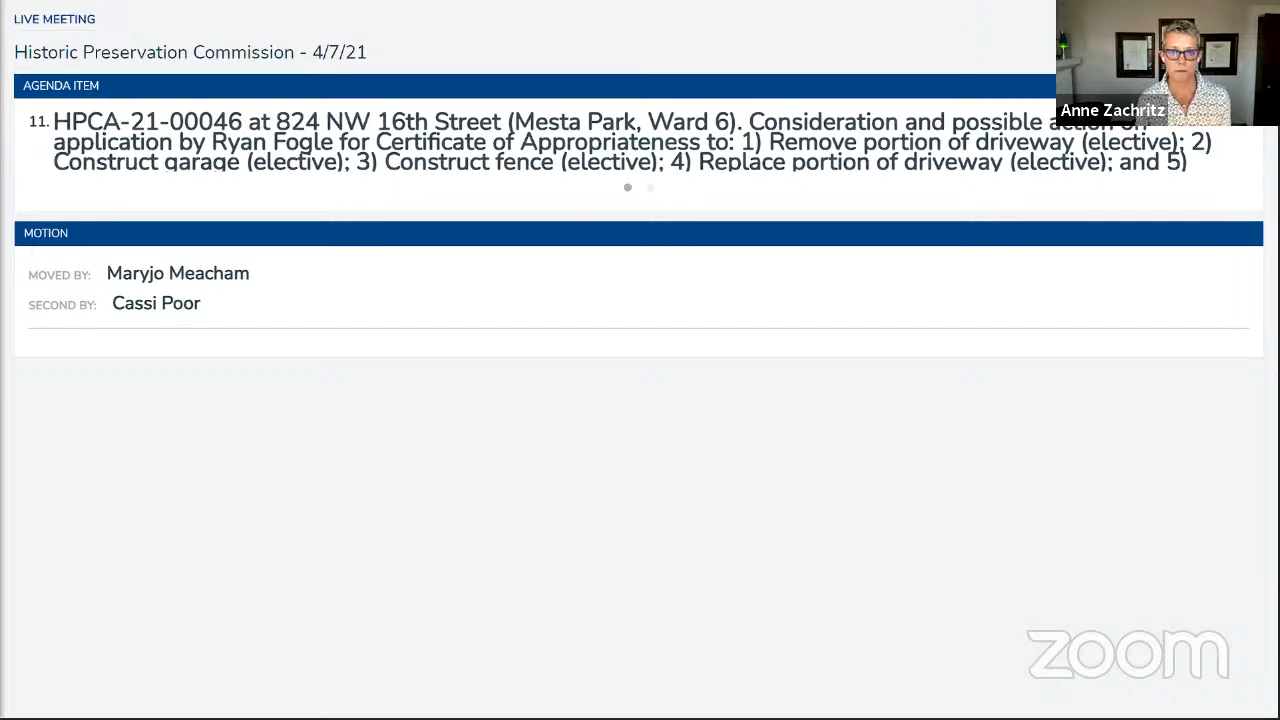 LIVE MEETING
Historic Preservation Commission - 4/7/21
AGENDA ITEM
Anne Zachritz
11. HPCA-21-00046 at 824 NW 16th Street (Mesta Park, Ward 6). Consideration and possible action on
application by Ryan Fogle for Certificate of Appropriateness to: 1) Remove portion of driveway (elective); 2)
Construct garage (elective); 3) Construct fence (elective); 4) Replace portion of driveway (elective); and 5)
MOTION
MOVED BY: Maryjo Meacham
SECOND BY: Cassi Poor
zoom